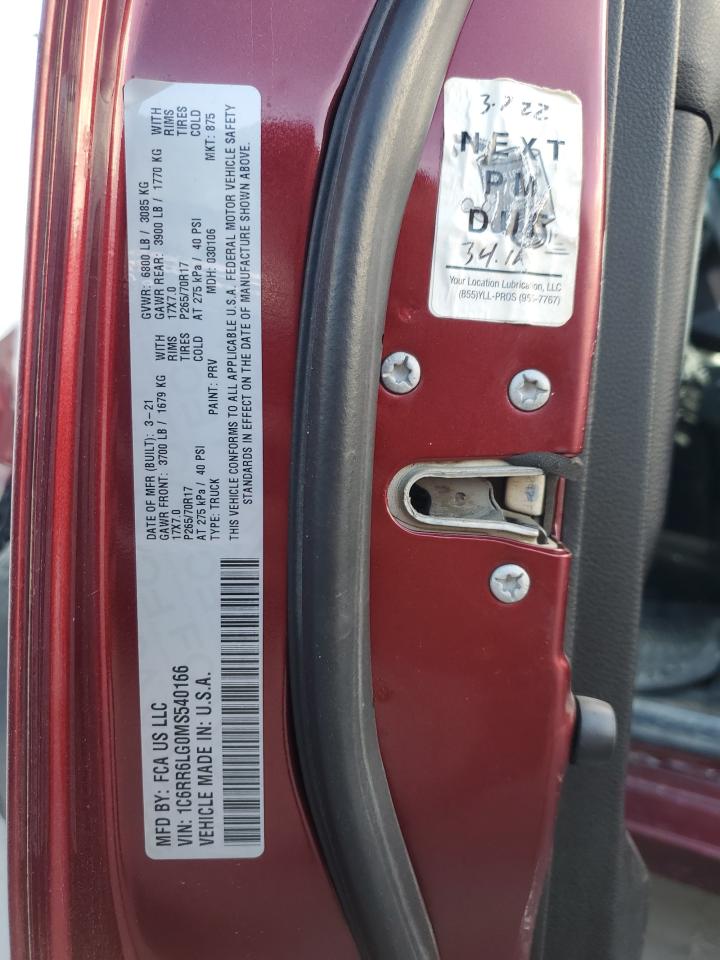 MFD BY: FCA US LLC
VIN: 1C6RR6LG0MS540166
VEHICLE MADE IN: U.S.A.
DATE OF MFR (BUILT): 3-21 GVWR: 6800 LB / 3085 KG
GAWR FRONT: 3700 LB / 1679 KG WITH GAWR REAR: 3900 LB / 1770 KG WITH
17X7.0 RIMS 17X7.0 RIMS
P265/70R17 TIRES P265/70R17 TIRES
AT 275 kPa / 40 PSI COLD AT 275 kPa / 40 PSI COLD
TYPE: TRUCK PAINT: PRV MDH: 030106 MKT: 875
THIS VEHICLE CONFORMS TO ALL APPLICABLE U.S.A. FEDERAL MOTOR VEHICLE SAFETY
STANDARDS IN EFFECT ON THE DATE OF MANUFACTURE SHOWN ABOVE.
NEXT
PM
DUE
Your Location Lubrication, LLC
(855)YLL-PROS